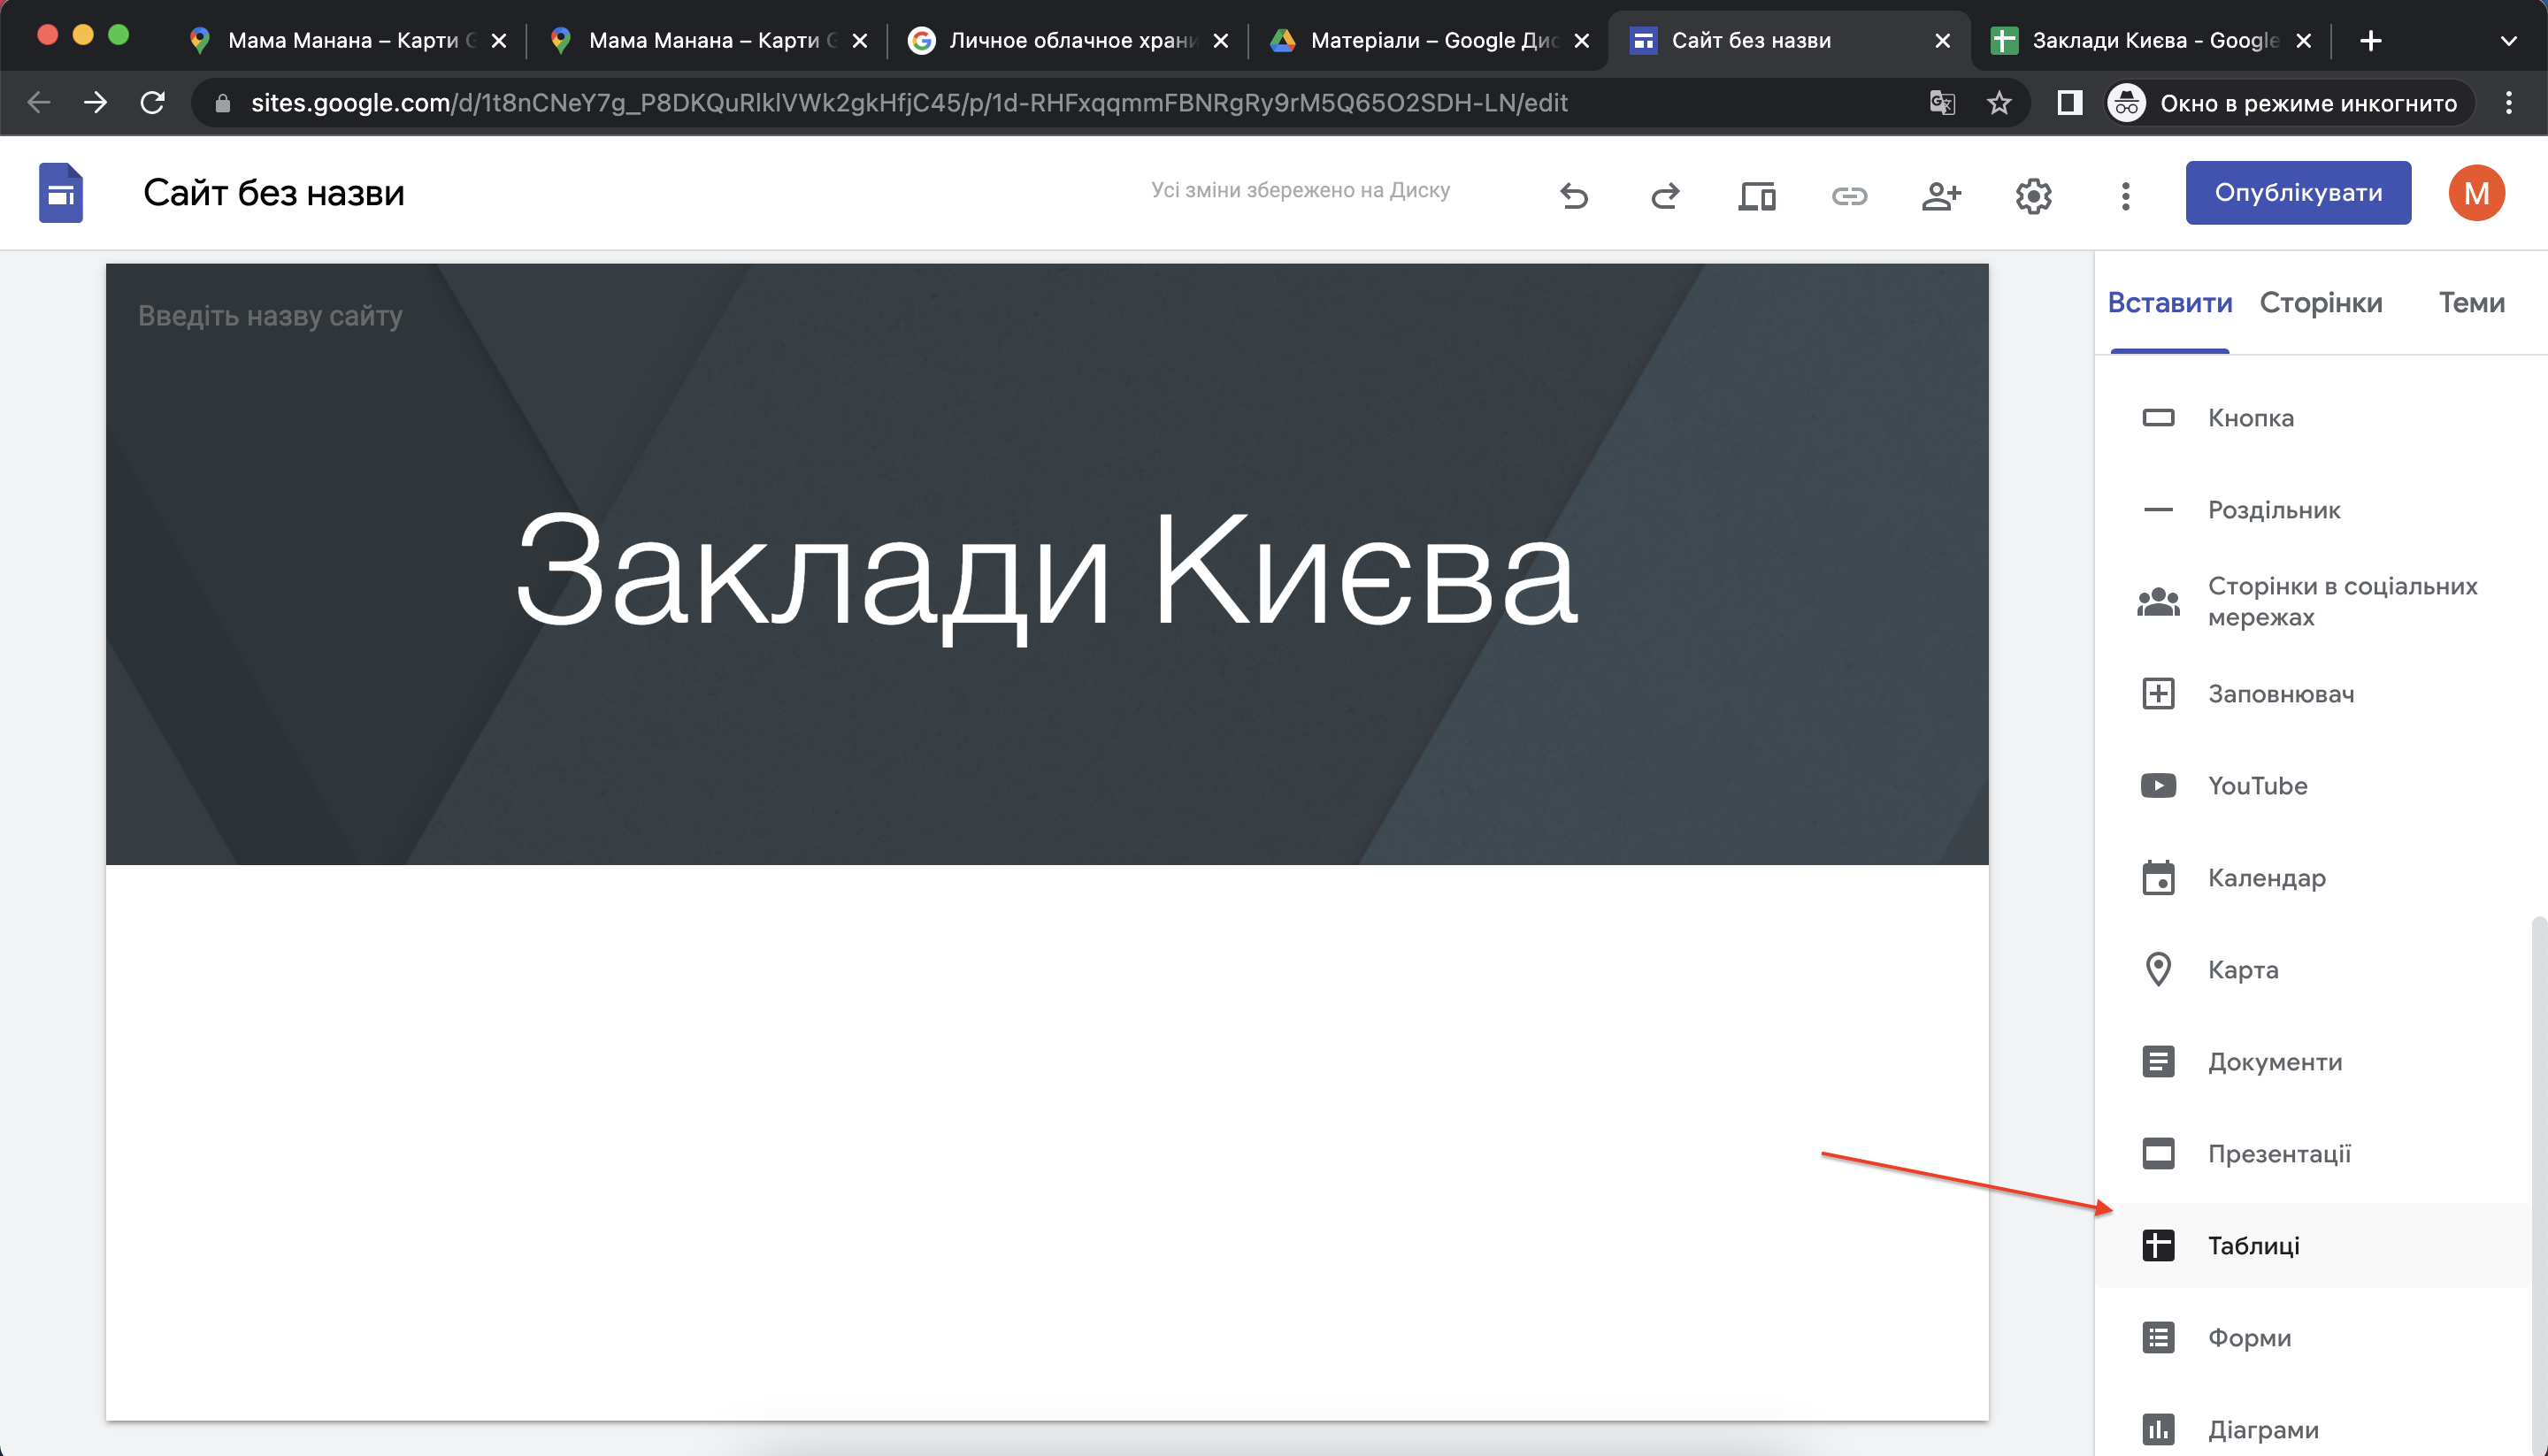 Мама Манана – Карти G
Мама Манана – Карти G
Личное облачное храни
Матеріали – Google Дис
Сайт без назви
Заклади Києва - Google
sites.google.com/d/1t8nCNeY7g_P8DKQuRlklVWk2gkHfjC45/p/1d-RHFxqqmmFBNRgRy9rM5Q65O2SDH-LN/edit
Окно в режиме инкогнито
Сайт без назви
Усі зміни збережено на Диску
Опублікувати
М
Введіть назву сайту
Заклади Києва
Вставити
Сторінки
Теми
Кнопка
Роздільник
Сторінки в соціальних
мережах
Заповнювач
YouTube
Календар
Карта
Документи
Презентації
Таблиці
Форми
Діаграми